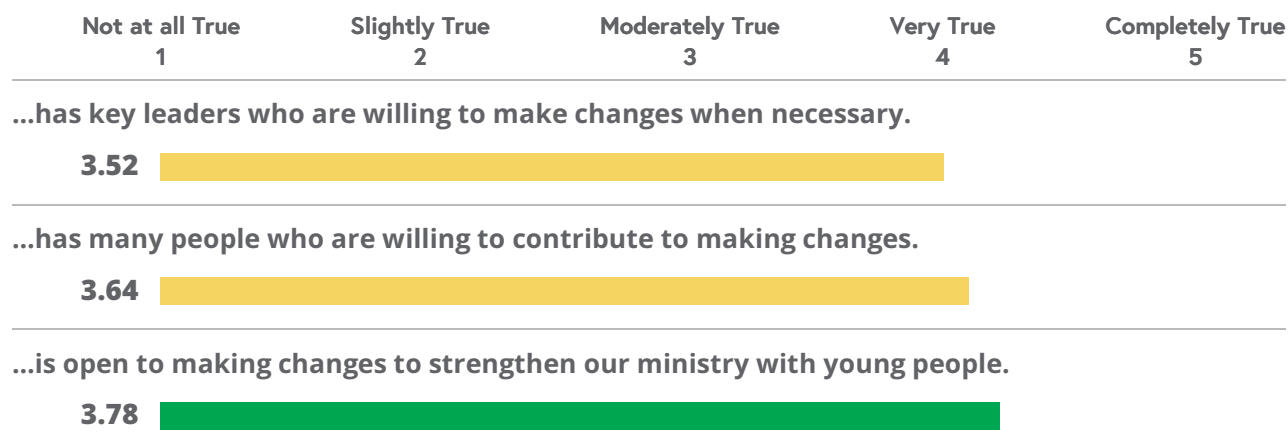 Not at all True Slightly True Moderately True Very True Completely True
1 2 3 4 5
...has key leaders who are willing to make changes when necessary.
3.52
...has many people who are willing to contribute to making changes.
3.64
...is open to making changes to strengthen our ministry with young people.
3.78